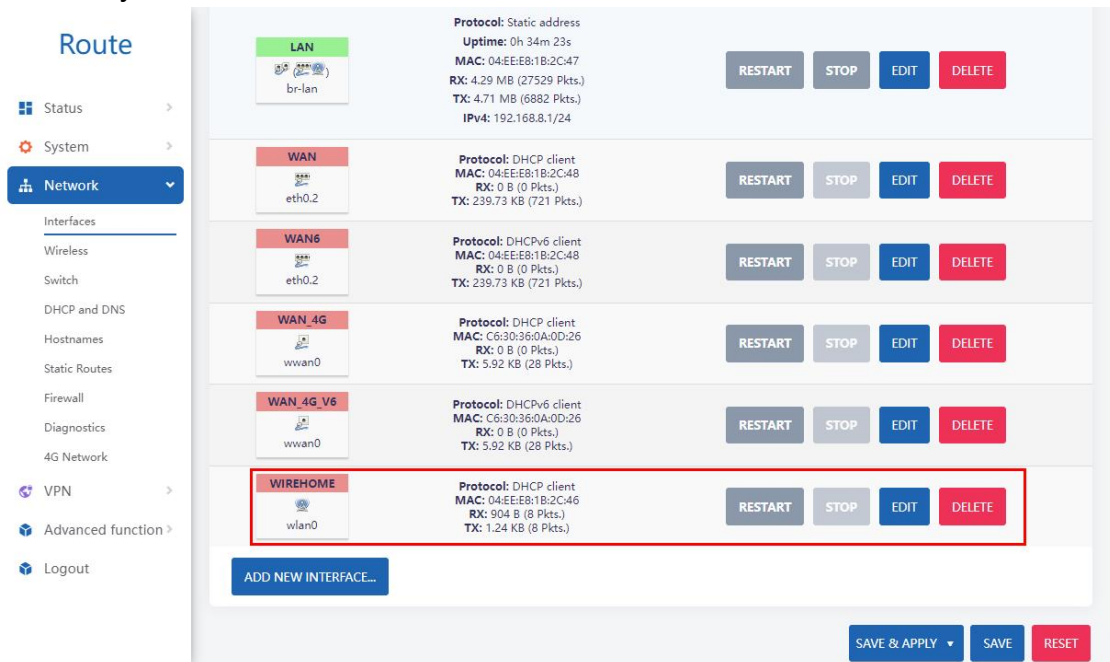 Route
Status
System
Network
Interfaces
Wireless
Switch
DHCP and DNS
Hostnames
Static Routes
Firewall
Diagnostics
4G Network
VPN
Advanced function
Logout
LAN
br-lan
Protocol: Static address
Uptime: 0h 34m 23s
MAC: 04:EE:E8:1B:2C:47
RX: 4.29 MB (27529 Pkts.)
TX: 4.71 MB (6882 Pkts.)
IPv4: 192.168.8.1/24
RESTART STOP EDIT DELETE
WAN
eth0.2
Protocol: DHCP client
MAC: 04:EE:E8:1B:2C:48
RX: 0 B (0 Pkts.)
TX: 239.73 KB (721 Pkts.)
RESTART STOP EDIT DELETE
WAN6
eth0.2
Protocol: DHCPv6 client
MAC: 04:EE:E8:1B:2C:48
RX: 0 B (0 Pkts.)
TX: 239.73 KB (721 Pkts.)
RESTART STOP EDIT DELETE
WAN_4G
wwan0
Protocol: DHCP client
MAC: C6:30:36:0A:0D:26
RX: 0 B (0 Pkts.)
TX: 5.92 KB (28 Pkts.)
RESTART STOP EDIT DELETE
WAN_4G_V6
wwan0
Protocol: DHCPv6 client
MAC: C6:30:36:0A:0D:26
RX: 0 B (0 Pkts.)
TX: 5.92 KB (28 Pkts.)
RESTART STOP EDIT DELETE
WIREHOME
wlan0
Protocol: DHCP client
MAC: 04:EE:E8:1B:2C:46
RX: 904 B (8 Pkts.)
TX: 1.24 KB (8 Pkts.)
RESTART STOP EDIT DELETE
ADD NEW INTERFACE...
SAVE & APPLY SAVE RESET